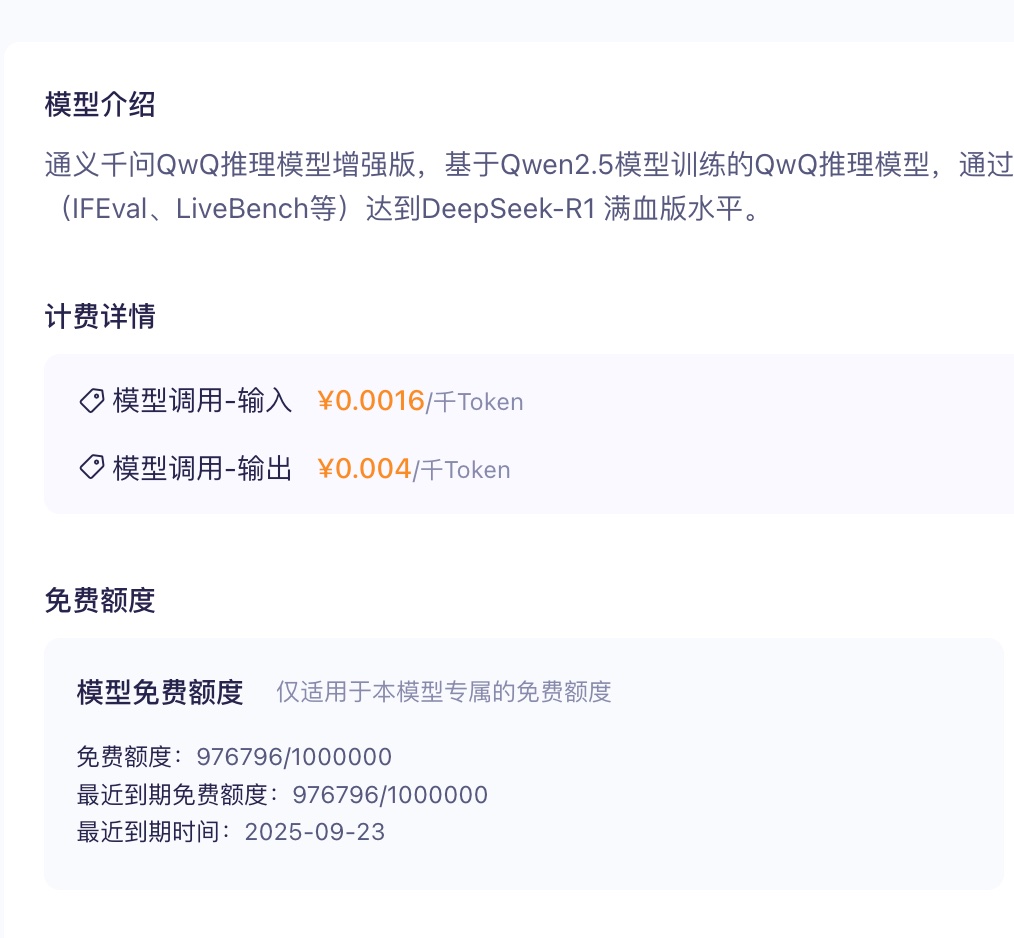 模型介绍
通义千问QwQ推理模型增强版，基于Qwen2.5模型训练的QwQ推理模型，通过
（IFEval、LiveBench等）达到DeepSeek-R1 满血版水平。
计费详情
模型调用-输入 ¥0.0016/千Token
模型调用-输出 ¥0.004/千Token
免费额度
模型免费额度 仅适用于本模型专属的免费额度
免费额度：976796/1000000
最近到期免费额度：976796/1000000
最近到期时间：2025-09-23